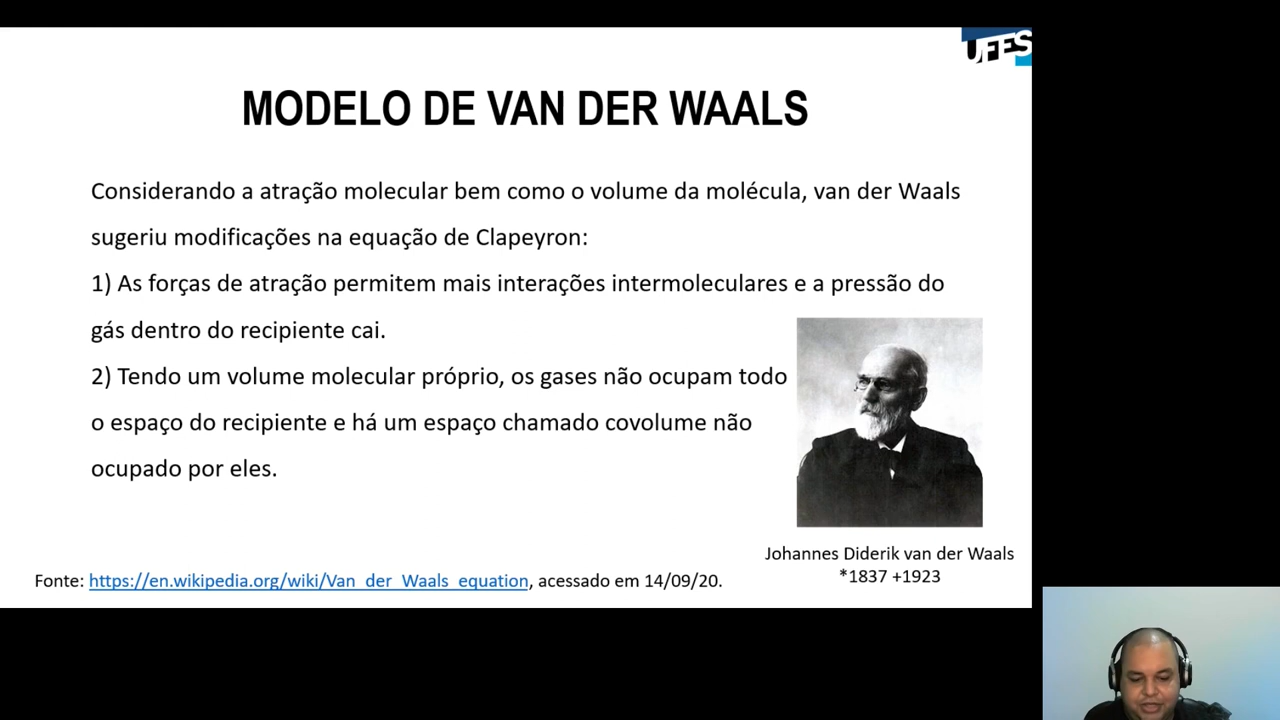 UFES
MODELO DE VAN DER WAALS
Considerando a atração molecular bem como o volume da molécula, van der Waals
sugeriu modificações na equação de Clapeyron:
1) As forças de atração permitem mais interações intermoleculares e a pressão do
gás dentro do recipiente cai.
2) Tendo um volume molecular próprio, os gases não ocupam todo
o espaço do recipiente e há um espaço chamado covolume não
ocupado por eles.
Johannes Diderik van der Waals
*1837 +1923
Fonte: https://en.wikipedia.org/wiki/Van_der_Waals_equation, acessado em 14/09/20.